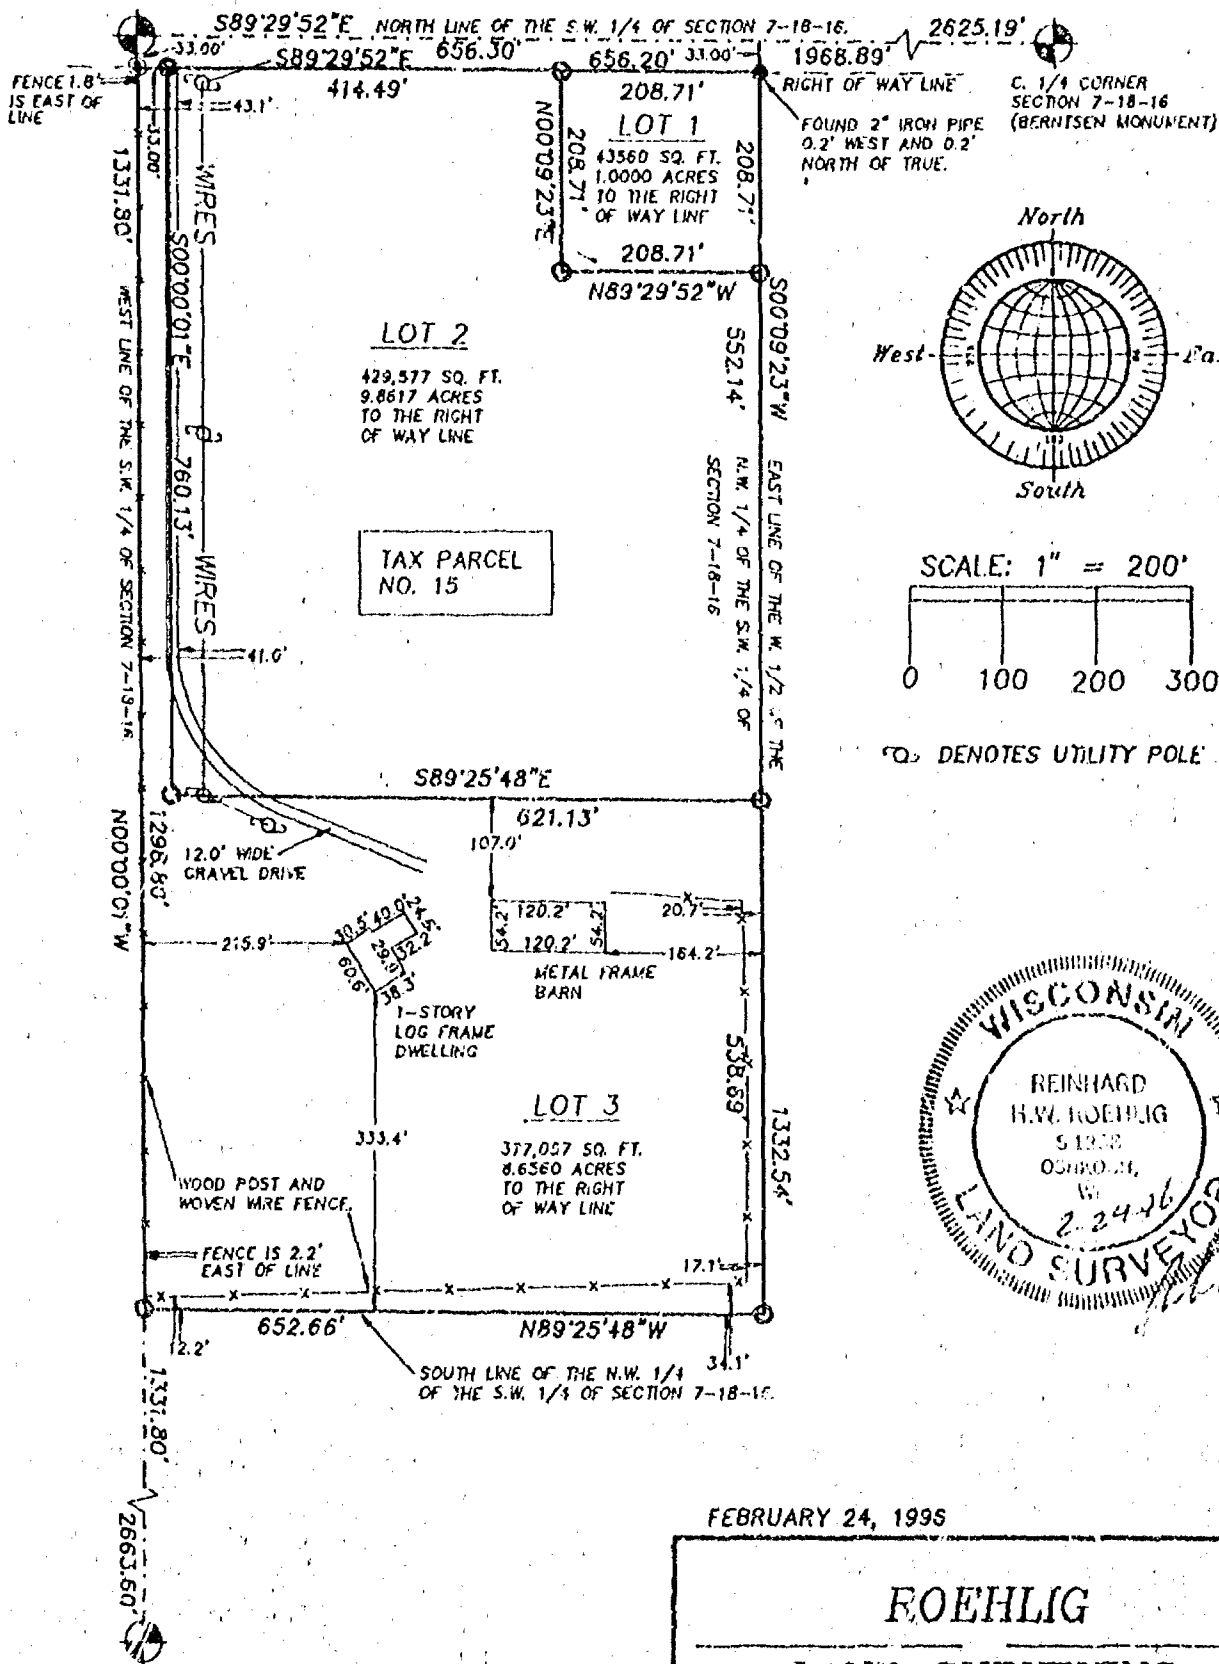 S89°29'52"E NORTH LINE OF THE S.W. 1/4 OF SECTION 7-18-16.
2625.19'
33.00'
S89°29'52"E
656.30'
656.20'
33.00'
1968.89'
FENCE 1.8'
IS EAST OF
LINE
43.1'
414.49'
208.71'
RIGHT OF WAY LINE
C. 1/4 CORNER
SECTION 7-18-16
(BERNTSEN MONUMENT)
FOUND 2" IRON PIPE
0.2' WEST AND 0.2'
NORTH OF TRUE.
33.00'
1331.80'
WIRES
N00°09'23"E
208.71'
LOT 1
43560 SQ. FT.
1.0000 ACRES
TO THE RIGHT
OF WAY LINE
208.71'
208.71'
N89°29'52"W
North
West
South
S00°00'01"E
760.13'
WEST LINE OF THE S.W. 1/4 OF SECTION 7-18-16
WIRES
LOT 2
429,577 SQ. FT.
9.8617 ACRES
TO THE RIGHT
OF WAY LINE
S00°09'23"W
552.14'
EAST LINE OF THE W. 1/2 OF THE
N.W. 1/4 OF THE S.W. 1/4 OF
SECTION 7-18-16
TAX PARCEL
NO. 15
SCALE: 1" = 200'
0 100 200 300
DENOTES UTILITY POLE
41.0'
S89°25'48"E
621.13'
107.0'
12.0' WIDE
GRAVEL DRIVE
1298.80'
N00°00'01"W
215.9'
30.5'
40.0'
24.5'
32.2'
29.0'
60.6'
38.3'
1-STORY
LOG FRAME
DWELLING
120.2'
54.2'
54.2'
120.2'
METAL FRAME
BARN
20.7'
164.2'
538.69'
1332.54'
LOT 3
377,057 SQ. FT.
8.6560 ACRES
TO THE RIGHT
OF WAY LINE
333.4'
WOOD POST AND
WOVEN WIRE FENCE.
FENCE IS 2.2'
EAST OF LINE
17.1'
652.66'
N89°25'48"W
12.2'
34.1'
SOUTH LINE OF THE N.W. 1/4
OF THE S.W. 1/4 OF SECTION 7-18-16.
1331.80'
2663.60'
WISCONSIN
REINHARD
H.W. ROEHLIG
OSHKOSH,
WI
LAND SURVEYOR
FEBRUARY 24, 1996
ROEHLIG